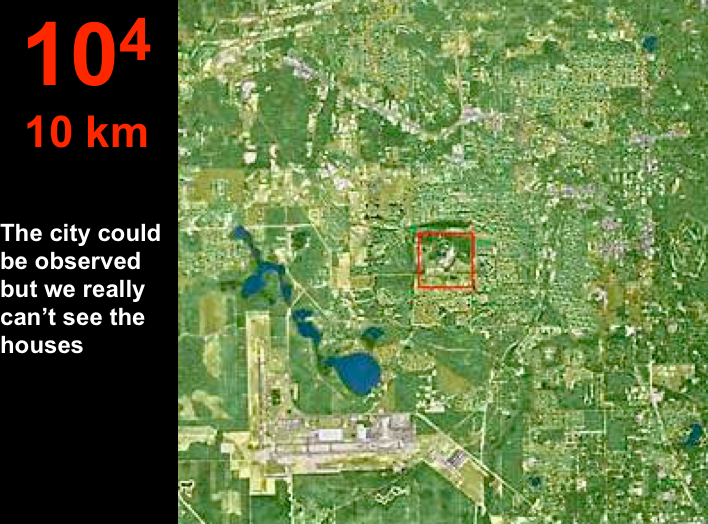 10⁴
10 km
The city could
be observed
but we really
can’t see the
houses